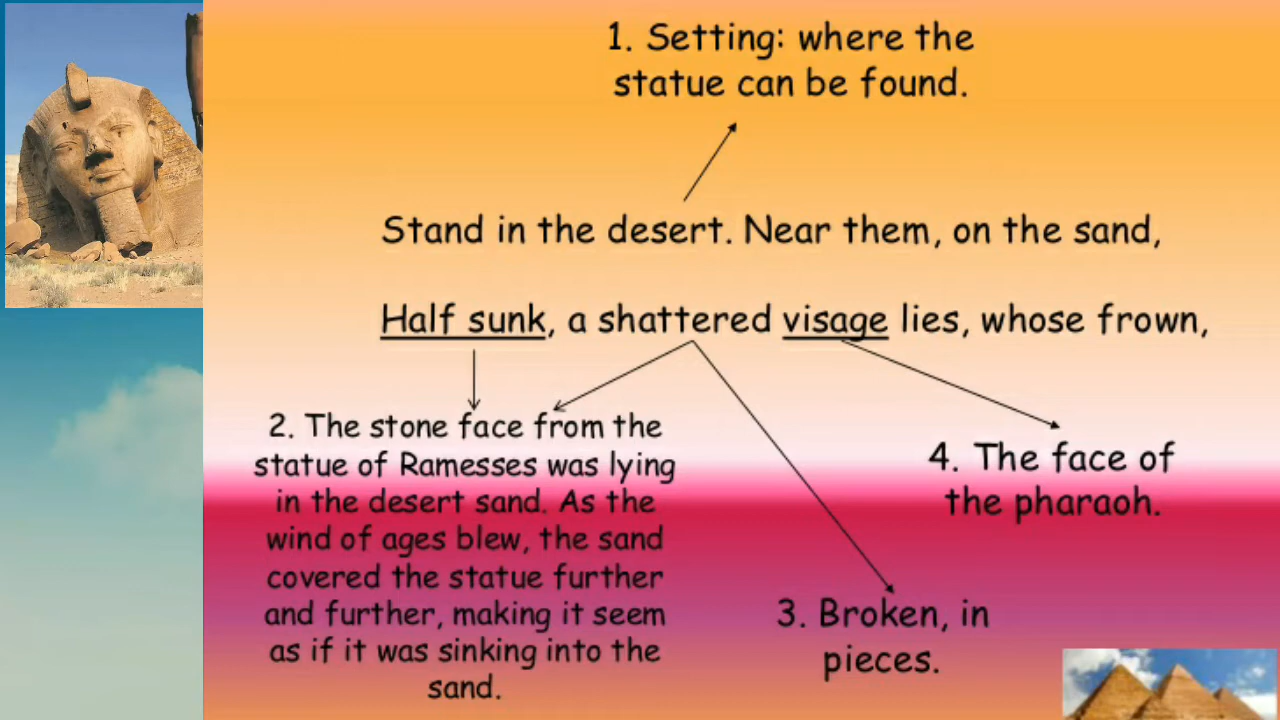 1. Setting: where the
statue can be found.
Stand in the desert. Near them, on the sand,
Half sunk, a shattered visage lies, whose frown,
2. The stone face from the
statue of Ramesses was lying
in the desert sand. As the
wind of ages blew, the sand
covered the statue further
and further, making it seem
as if it was sinking into the
sand.
3. Broken, in
pieces.
4. The face of
the pharaoh.